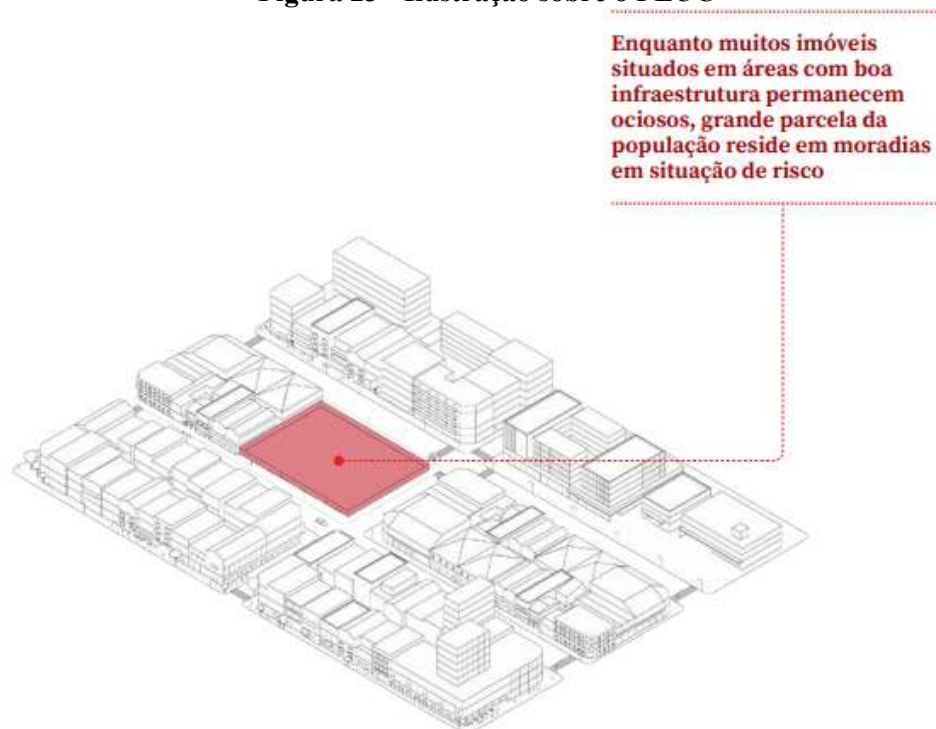 Enquanto muitos imóveis
situados em áreas com boa
infraestrutura permanecem
ociosos, grande parcela da
população reside em moradias
em situação de risco